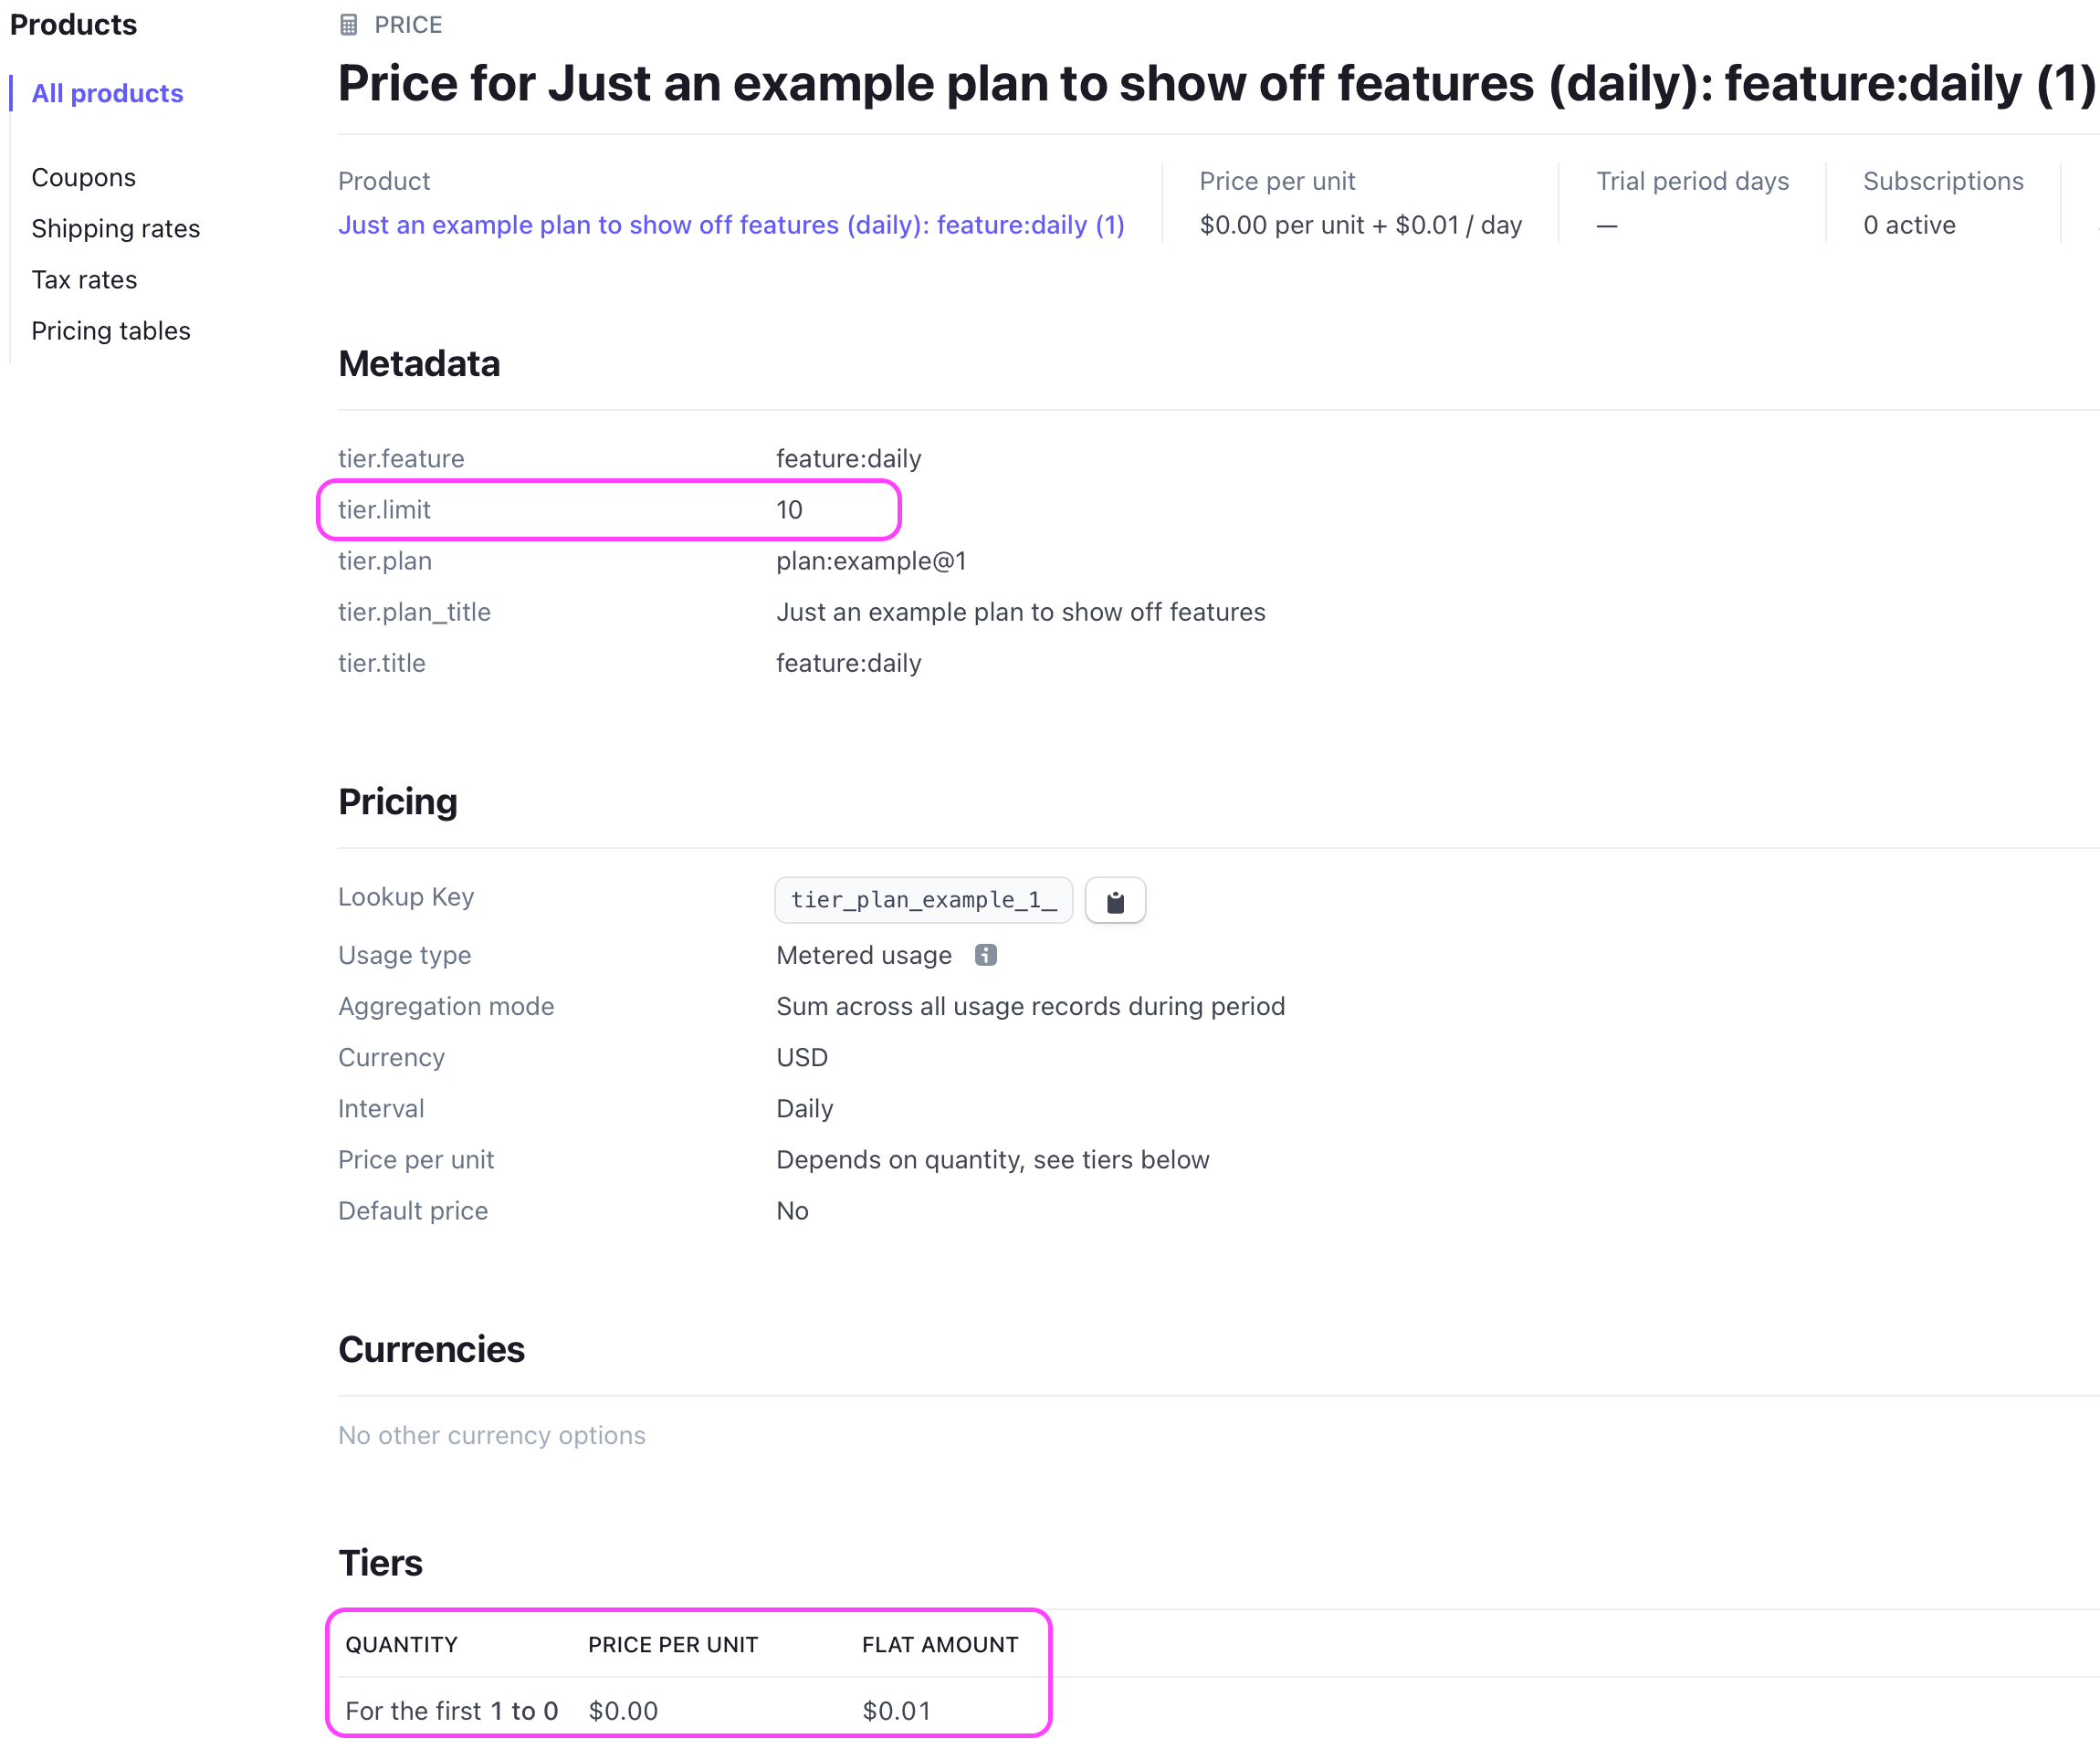 Products
All products
Coupons
Shipping rates
Tax rates
Pricing tables
PRICE
Price for Just an example plan to show off features (daily): feature:daily (1)
Product
Just an example plan to show off features (daily): feature:daily (1)
Price per unit
$0.00 per unit + $0.01 / day
Trial period days
—
Subscriptions
0 active
Metadata
tier.feature feature:daily
tier.limit 10
tier.plan plan:example@1
tier.plan_title Just an example plan to show off features
tier.title feature:daily
Pricing
Lookup Key tier_plan_example_1_
Usage type Metered usage
Aggregation mode Sum across all usage records during period
Currency USD
Interval Daily
Price per unit Depends on quantity, see tiers below
Default price No
Currencies
No other currency options
Tiers
QUANTITY PRICE PER UNIT FLAT AMOUNT
For the first 1 to 0 $0.00 $0.01